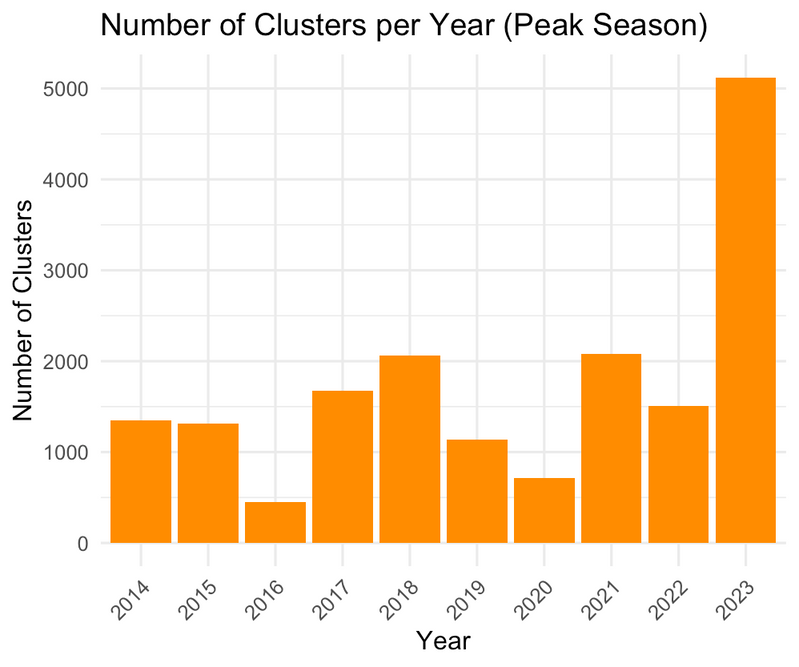 Number of Clusters per Year (Peak Season)
Number of Clusters
5000
4000
3000
2000
1000
0
2014 2015 2016 2017 2018 2019 2020 2021 2022 2023
Year